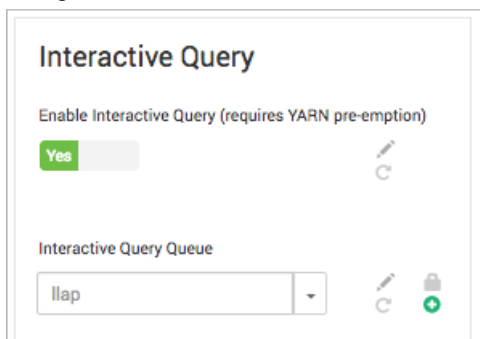 Interactive Query
Enable Interactive Query (requires YARN pre-emption)
Yes
Interactive Query Queue
llap